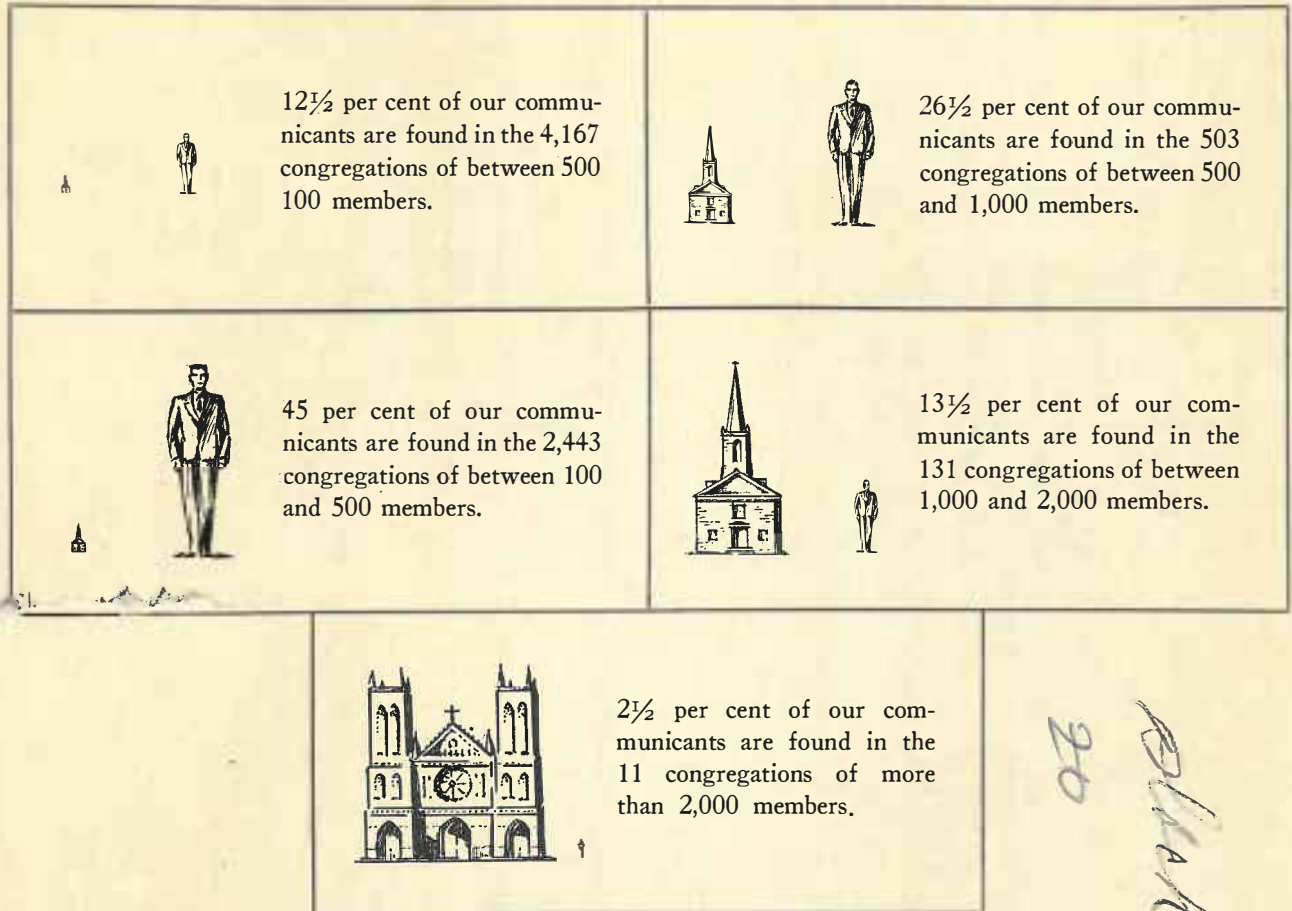 12½ per cent of our commu-
nicants are found in the 4,167
congregations of between 500
100 members.
26½ per cent of our commu-
nicants are found in the 503
congregations of between 500
and 1,000 members.
45 per cent of our commu-
nicants are found in the 2,443
congregations of between 100
and 500 members.
13½ per cent of our com-
municants are found in the
131 congregations of between
1,000 and 2,000 members.
2½ per cent of our com-
municants are found in the
11 congregations of more
than 2,000 members.
20